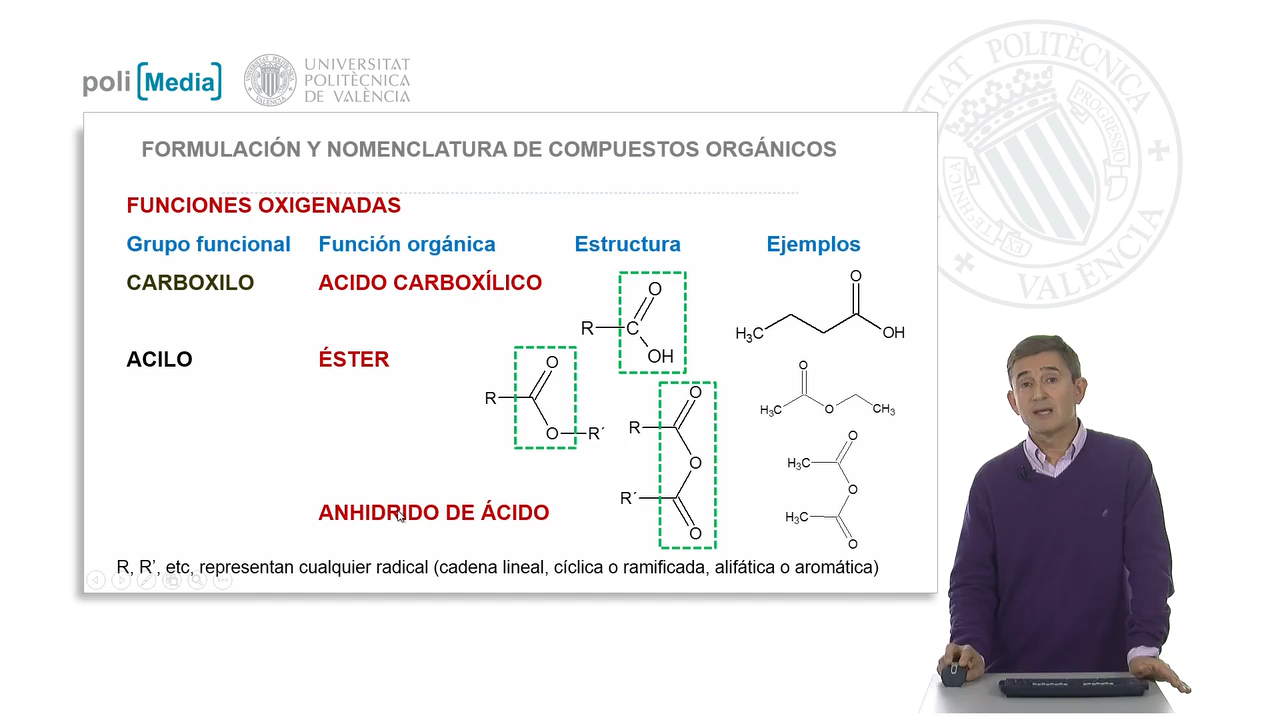 poli [Media]
UNIVERSITAT
POLITÈCNICA
DE VALÈNCIA
FORMULACIÓN Y NOMENCLATURA DE COMPUESTOS ORGÁNICOS
FUNCIONES OXIGENADAS
Grupo funcional Función orgánica Estructura Ejemplos
CARBOXILO ACIDO CARBOXÍLICO
O
R C
OH
O
H3C OH
ACILO ÉSTER
O
R
O R´
O
H3C O CH3
O
R
O
R´
O
O
H3C
O
H3C
O
ANHIDRIDO DE ÁCIDO
R, R’, etc, representan cualquier radical (cadena lineal, cíclica o ramificada, alifática o aromática)
POLITÈCNICA
VALÈNCIA